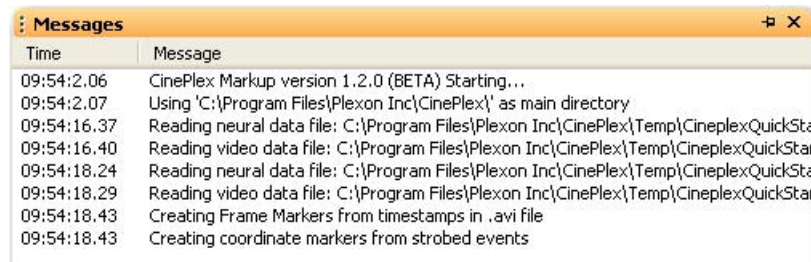 Messages
Time Message
09:54:2.06 CinePlex Markup version 1.2.0 (BETA) Starting...
09:54:2.07 Using 'C:\Program Files\Plexon Inc\CinePlex\' as main directory
09:54:16.37 Reading neural data file: C:\Program Files\Plexon Inc\CinePlex\Temp\CineplexQuickSta
09:54:16.40 Reading video data file: C:\Program Files\Plexon Inc\CinePlex\Temp\CineplexQuickStar
09:54:18.24 Reading neural data file: C:\Program Files\Plexon Inc\CinePlex\Temp\CineplexQuickSta
09:54:18.29 Reading video data file: C:\Program Files\Plexon Inc\CinePlex\Temp\CineplexQuickStar
09:54:18.43 Creating Frame Markers from timestamps in .avi file
09:54:18.43 Creating coordinate markers from strobed events